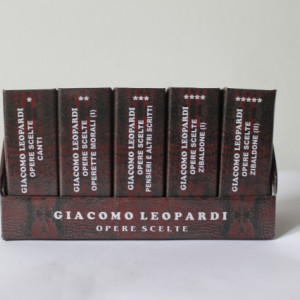 *
GIACOMO LEOPARDI
OPERE SCELTE
CANTI
**
GIACOMO LEOPARDI
OPERE SCELTE
OPERETTE MORALI (I)
***
GIACOMO LEOPARDI
OPERE SCELTE
PENSIERI E ALTRI SCRITTI
****
GIACOMO LEOPARDI
OPERE SCELTE
ZIBALDONE (I)
*****
GIACOMO LEOPARDI
OPERE SCELTE
ZIBALDONE (II)
GIACOMO LEOPARDI
OPERE SCELTE